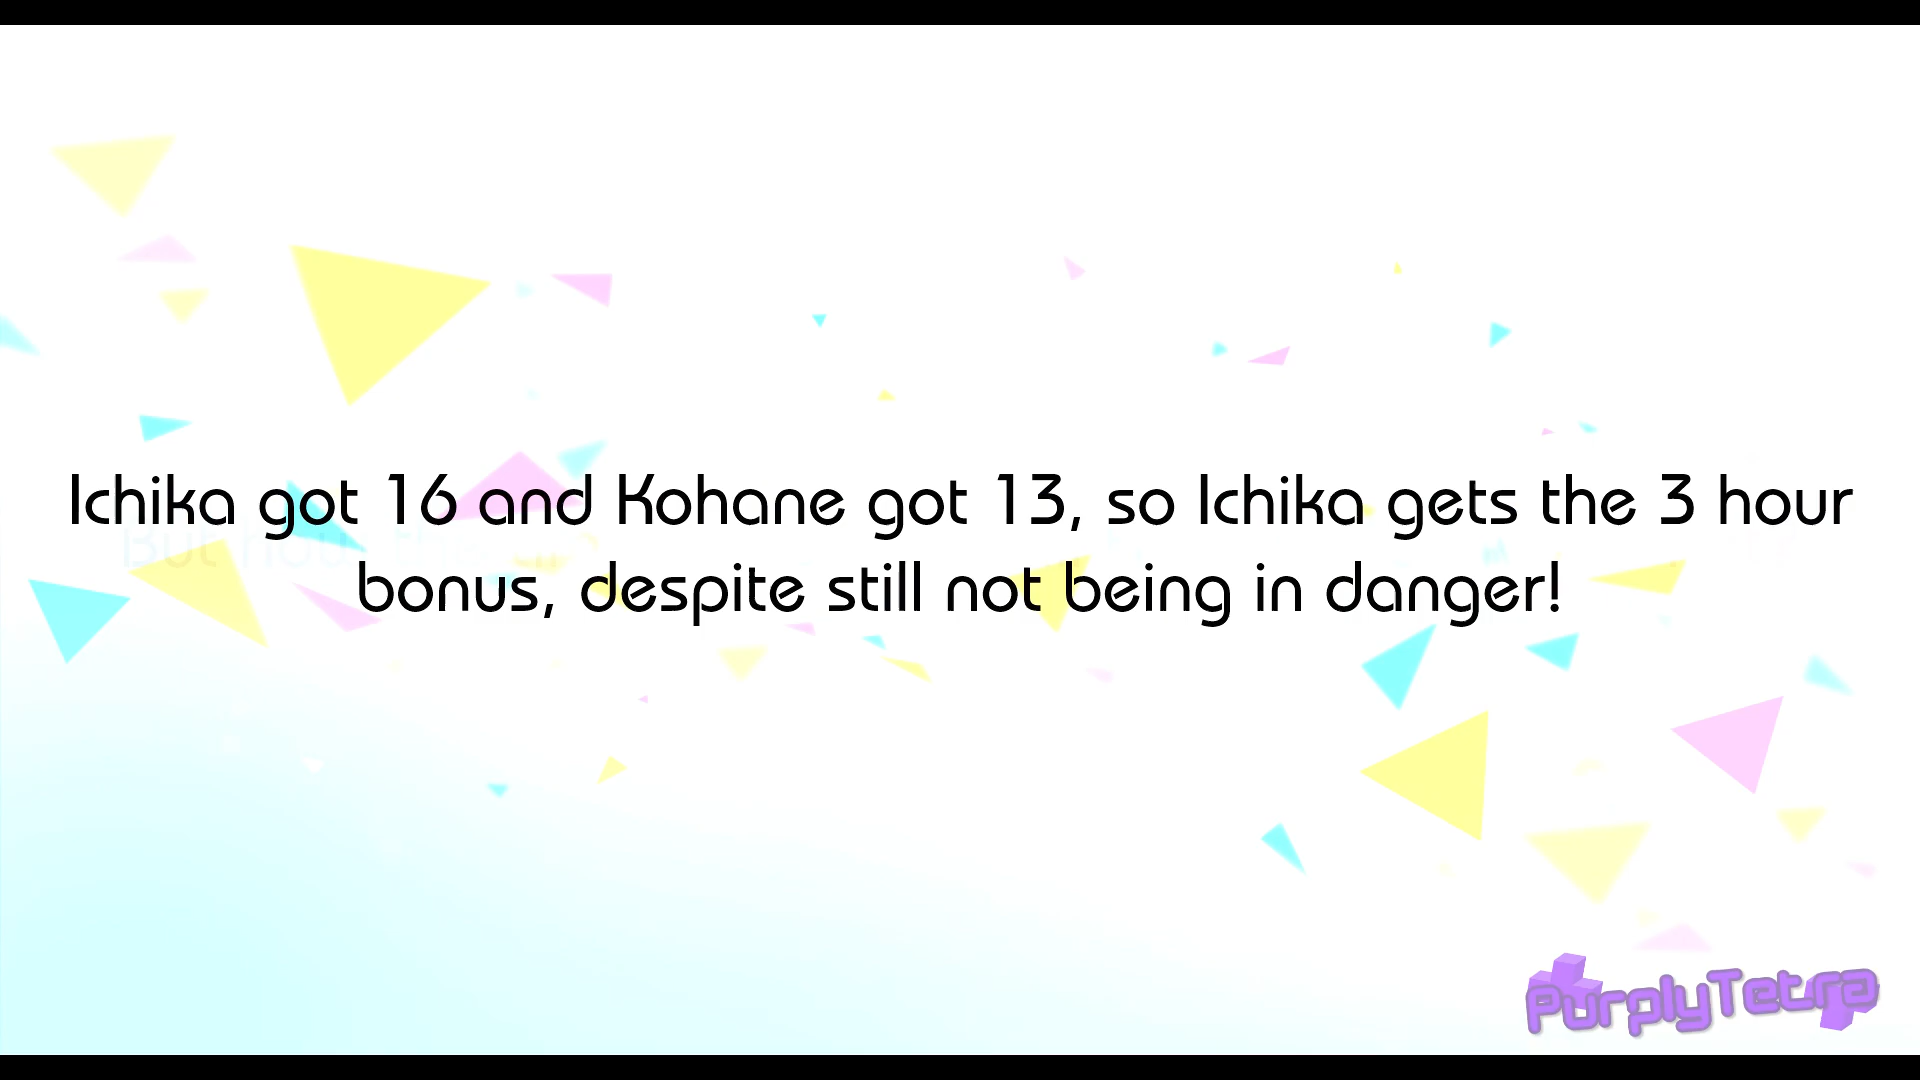 Ichika got 16 and Kohane got 13, so Ichika gets the 3 hour
bonus, despite still not being in danger!
PurplyTetra